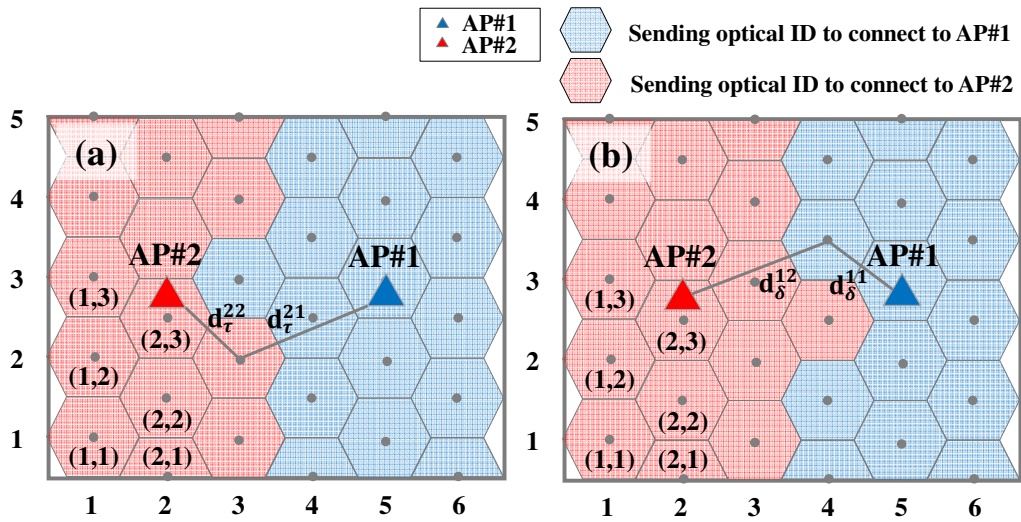 AP#1
AP#2
Sending optical ID to connect to AP#1
Sending optical ID to connect to AP#2
(a)
5
4
3
2
1
AP#2
AP#1
(1,3)
d_τ^22
d_τ^21
(2,3)
(1,2)
(2,2)
(1,1)
(2,1)
1 2 3 4 5 6
(b)
5
4
3
2
1
AP#2
AP#1
d_δ^12
d_δ^11
(1,3)
(2,3)
(1,2)
(2,2)
(1,1)
(2,1)
1 2 3 4 5 6